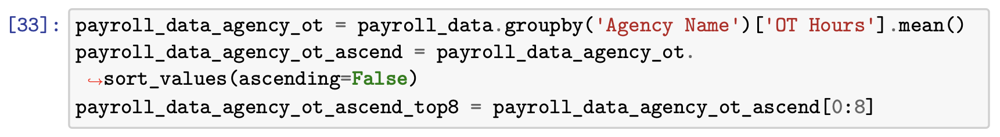 [33]: payroll_data_agency_ot = payroll_data.groupby('Agency Name')['OT Hours'].mean()
payroll_data_agency_ot_ascend = payroll_data_agency_ot.
↪sort_values(ascending=False)
payroll_data_agency_ot_ascend_top8 = payroll_data_agency_ot_ascend[0:8]